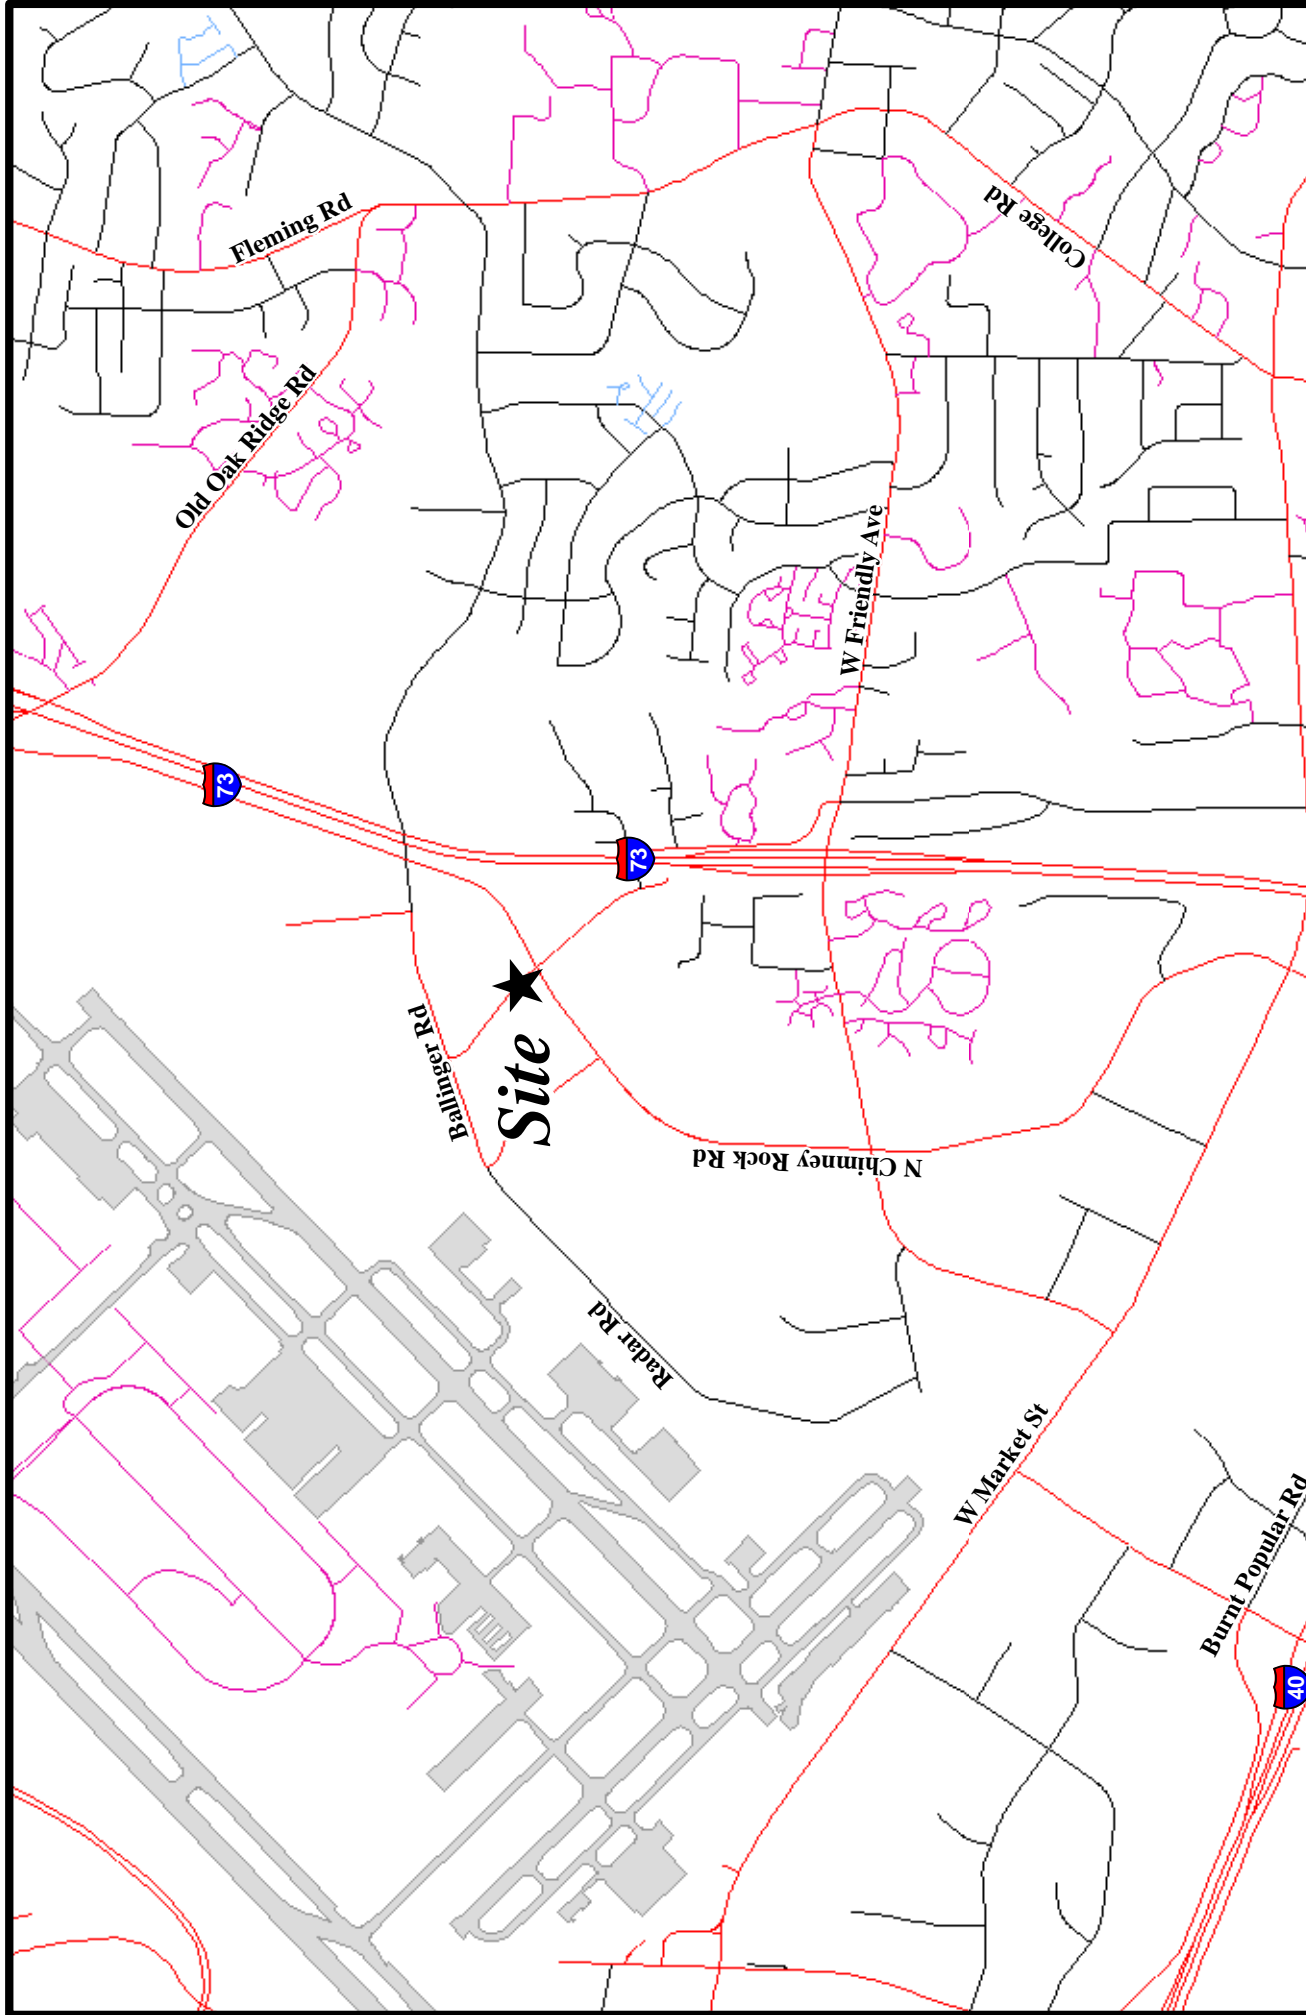 Fleming Rd
College Rd
Old Oak Ridge Rd
W Friendly Ave
73
73
Ballinger Rd
Site
N Chimney Rock Rd
Radar Rd
W Market St
Burnt Popular Rd
40